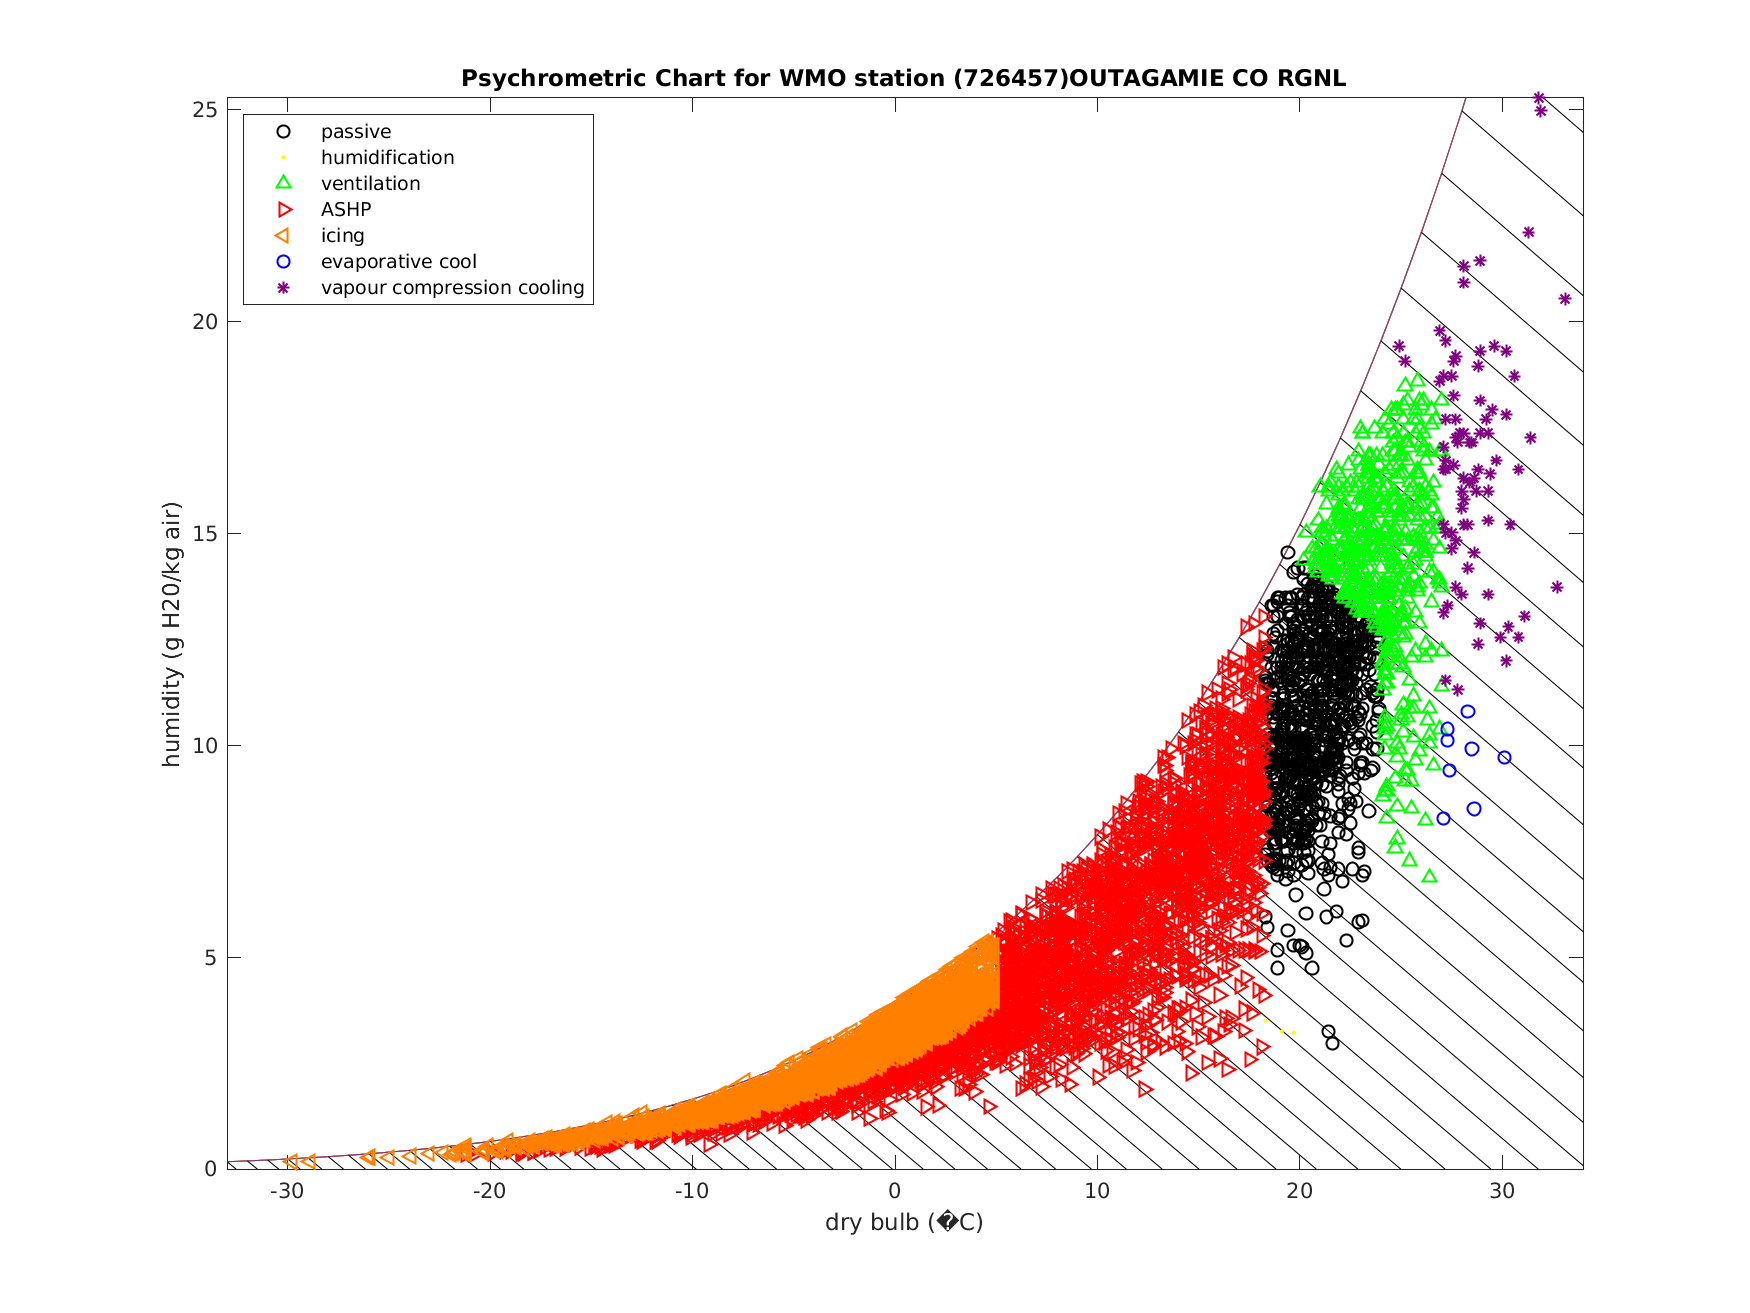 Psychrometric Chart for WMO station (726457)OUTAGAMIE CO RGNL
passive
humidification
ventilation
ASHP
icing
evaporative cool
vapour compression cooling
25
20
15
10
5
0
humidity (g H20/kg air)
-30 -20 -10 0 10 20 30
dry bulb (�C)